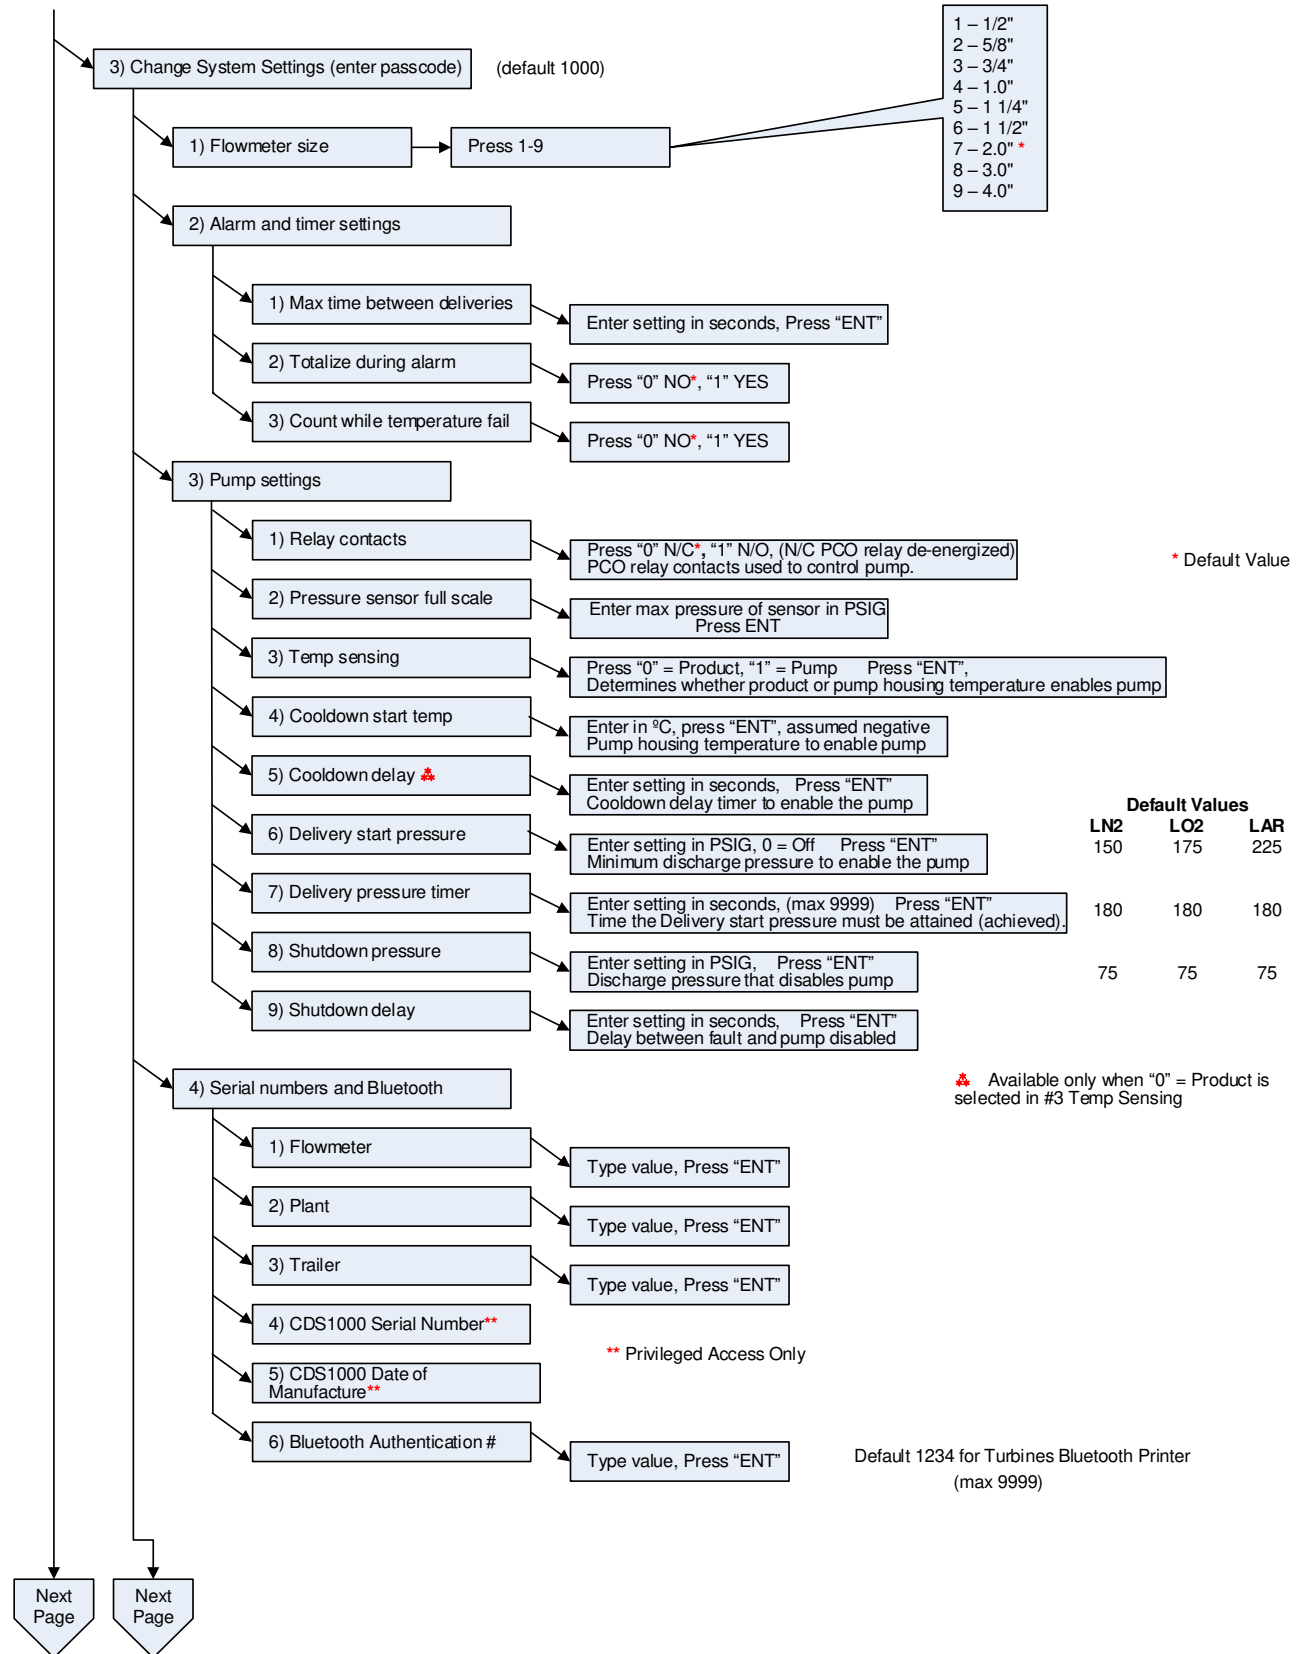 3) Change System Settings (enter passcode)
(default 1000)
1 – 1/2"
2 – 5/8"
3 – 3/4"
4 – 1.0"
5 – 1 1/4"
6 – 1 1/2"
7 – 2.0" *
8 – 3.0"
9 – 4.0"
1) Flowmeter size
Press 1-9
2) Alarm and timer settings
1) Max time between deliveries
Enter setting in seconds, Press “ENT”
2) Totalize during alarm
Press “0” NO*, “1” YES
3) Count while temperature fail
Press “0” NO*, “1” YES
3) Pump settings
1) Relay contacts
Press “0” N/C*, “1” N/O, (N/C PCO relay de-energized)
PCO relay contacts used to control pump.
* Default Value
2) Pressure sensor full scale
Enter max pressure of sensor in PSIG
Press ENT
3) Temp sensing
Press “0” = Product, “1” = Pump Press “ENT”,
Determines whether product or pump housing temperature enables pump
4) Cooldown start temp
Enter in ºC, press “ENT”, assumed negative
Pump housing temperature to enable pump
5) Cooldown delay ⁂
Enter setting in seconds, Press “ENT”
Cooldown delay timer to enable the pump
Default Values
LN2 LO2 LAR
6) Delivery start pressure
Enter setting in PSIG, 0 = Off Press “ENT”
Minimum discharge pressure to enable the pump
150 175 225
7) Delivery pressure timer
Enter setting in seconds, (max 9999) Press “ENT”
Time the Delivery start pressure must be attained (achieved).
180 180 180
8) Shutdown pressure
Enter setting in PSIG, Press “ENT”
Discharge pressure that disables pump
75 75 75
9) Shutdown delay
Enter setting in seconds, Press “ENT”
Delay between fault and pump disabled
⁂ Available only when “0” = Product is
selected in #3 Temp Sensing
4) Serial numbers and Bluetooth
1) Flowmeter
Type value, Press “ENT”
2) Plant
Type value, Press “ENT”
3) Trailer
Type value, Press “ENT”
4) CDS1000 Serial Number**
** Privileged Access Only
5) CDS1000 Date of
Manufacture**
6) Bluetooth Authentication #
Type value, Press “ENT”
Default 1234 for Turbines Bluetooth Printer
(max 9999)
Next
Page
Next
Page